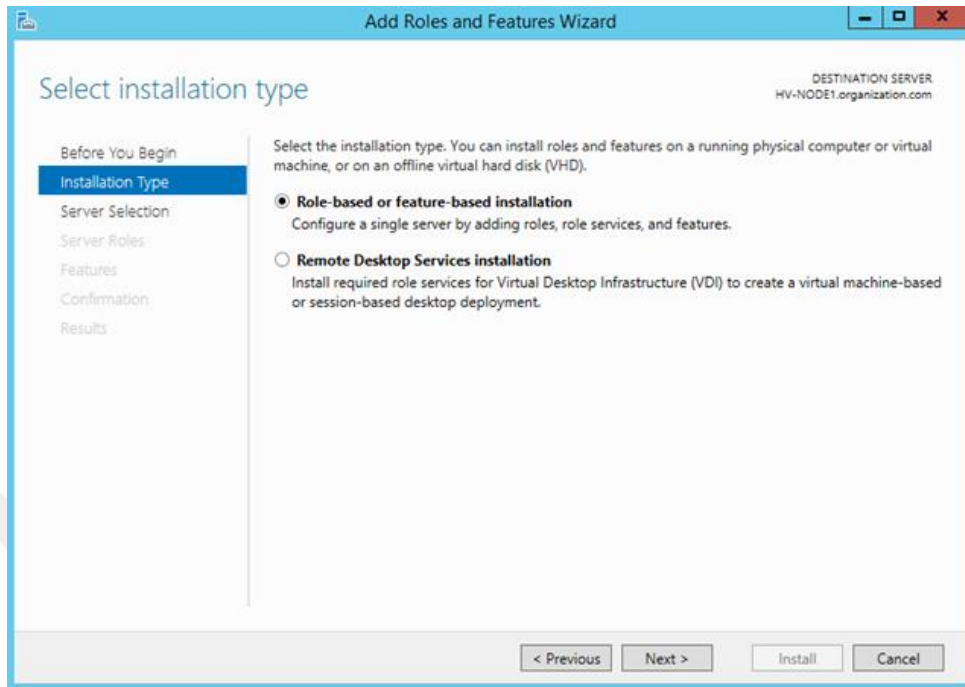 Add Roles and Features Wizard
Select installation type
DESTINATION SERVER
HV-NODE1.organization.com
Before You Begin
Installation Type
Server Selection
Server Roles
Features
Confirmation
Results
Select the installation type. You can install roles and features on a running physical computer or virtual
machine, or on an offline virtual hard disk (VHD).
Role-based or feature-based installation
Configure a single server by adding roles, role services, and features.
Remote Desktop Services installation
Install required role services for Virtual Desktop Infrastructure (VDI) to create a virtual machine-based
or session-based desktop deployment.
< Previous
Next >
Install
Cancel